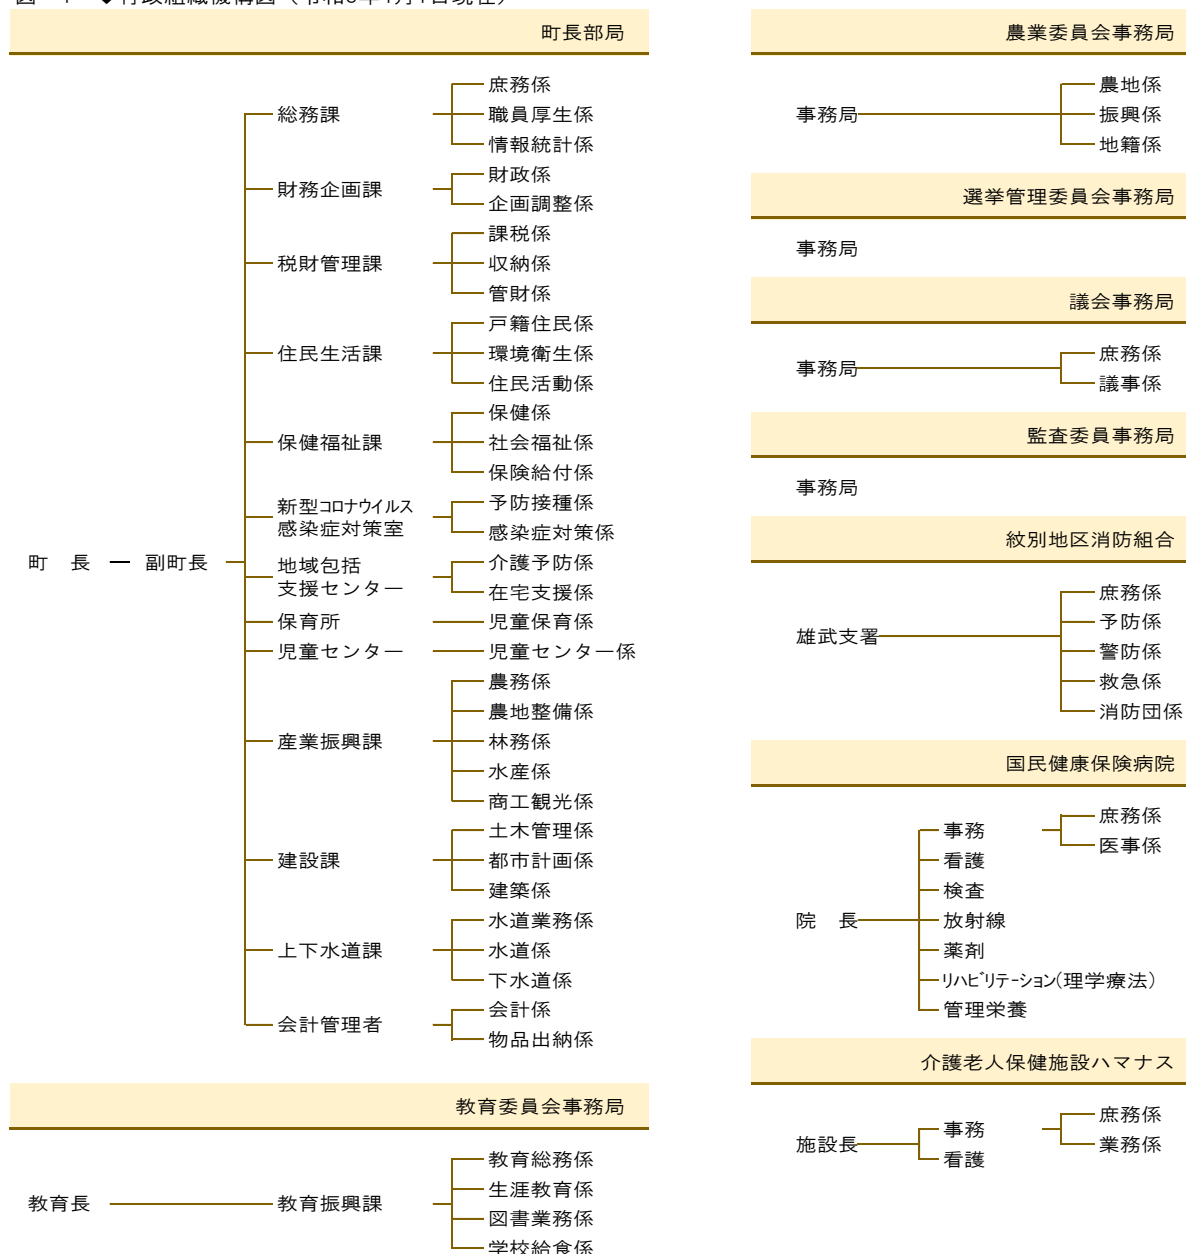 町長部局
町　長
副町長
総務課
庶務係
職員厚生係
情報統計係
財務企画課
財政係
企画調整係
税財管理課
課税係
収納係
管財係
住民生活課
戸籍住民係
環境衛生係
住民活動係
保健福祉課
保健係
社会福祉係
保険給付係
新型コロナウイルス
感染症対策室
予防接種係
感染症対策係
地域包括
支援センター
介護予防係
在宅支援係
保育所
児童保育係
児童センター
児童センター係
産業振興課
農務係
農地整備係
林務係
水産係
商工観光係
建設課
土木管理係
都市計画係
建築係
上下水道課
水道業務係
水道係
下水道係
会計管理者
会計係
物品出納係
教育委員会事務局
教育長
教育振興課
教育総務係
生涯教育係
図書業務係
学校給食係
農業委員会事務局
事務局
農地係
振興係
地籍係
選挙管理委員会事務局
事務局
議会事務局
事務局
庶務係
議事係
監査委員事務局
事務局
紋別地区消防組合
雄武支署
庶務係
予防係
警防係
救急係
消防団係
国民健康保険病院
院　長
事務
庶務係
医事係
看護
検査
放射線
薬剤
リハビリテーション(理学療法)
管理栄養
介護老人保健施設ハマナス
施設長
事務
庶務係
業務係
看護